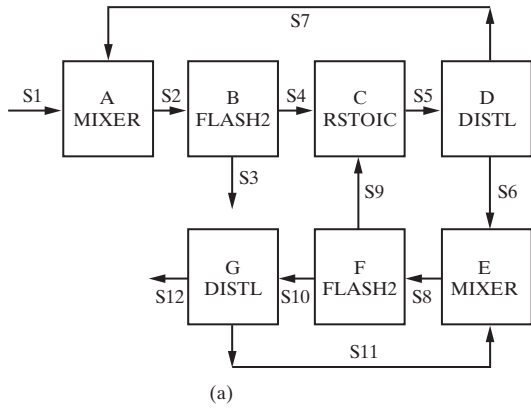 S7
S1
A
MIXER
S2
B
FLASH2
S4
C
RSTOIC
S5
D
DISTL
S3
S9
S6
G
DISTL
F
FLASH2
E
MIXER
S12
S10
S8
S11
(a)